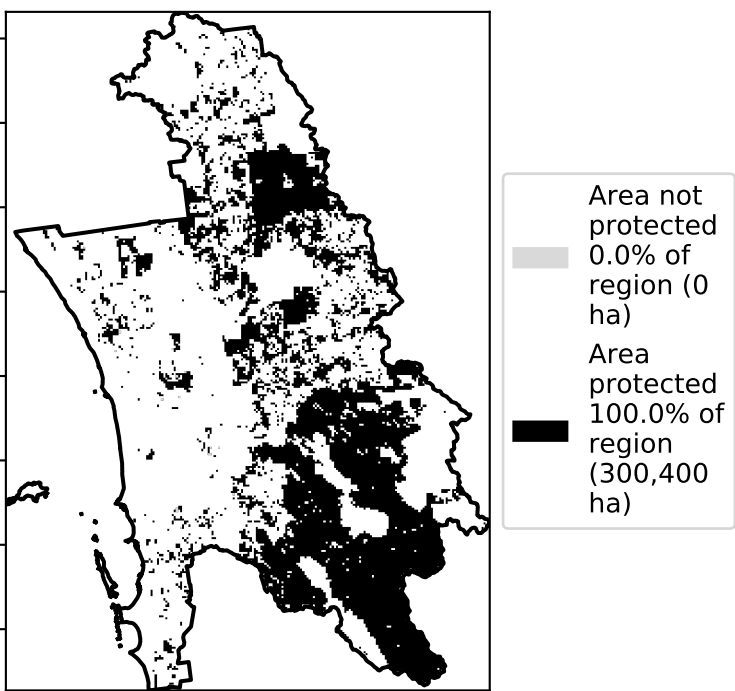 Area not
protected
0.0% of
region (0
ha)
Area
protected
100.0% of
region
(300,400
ha)